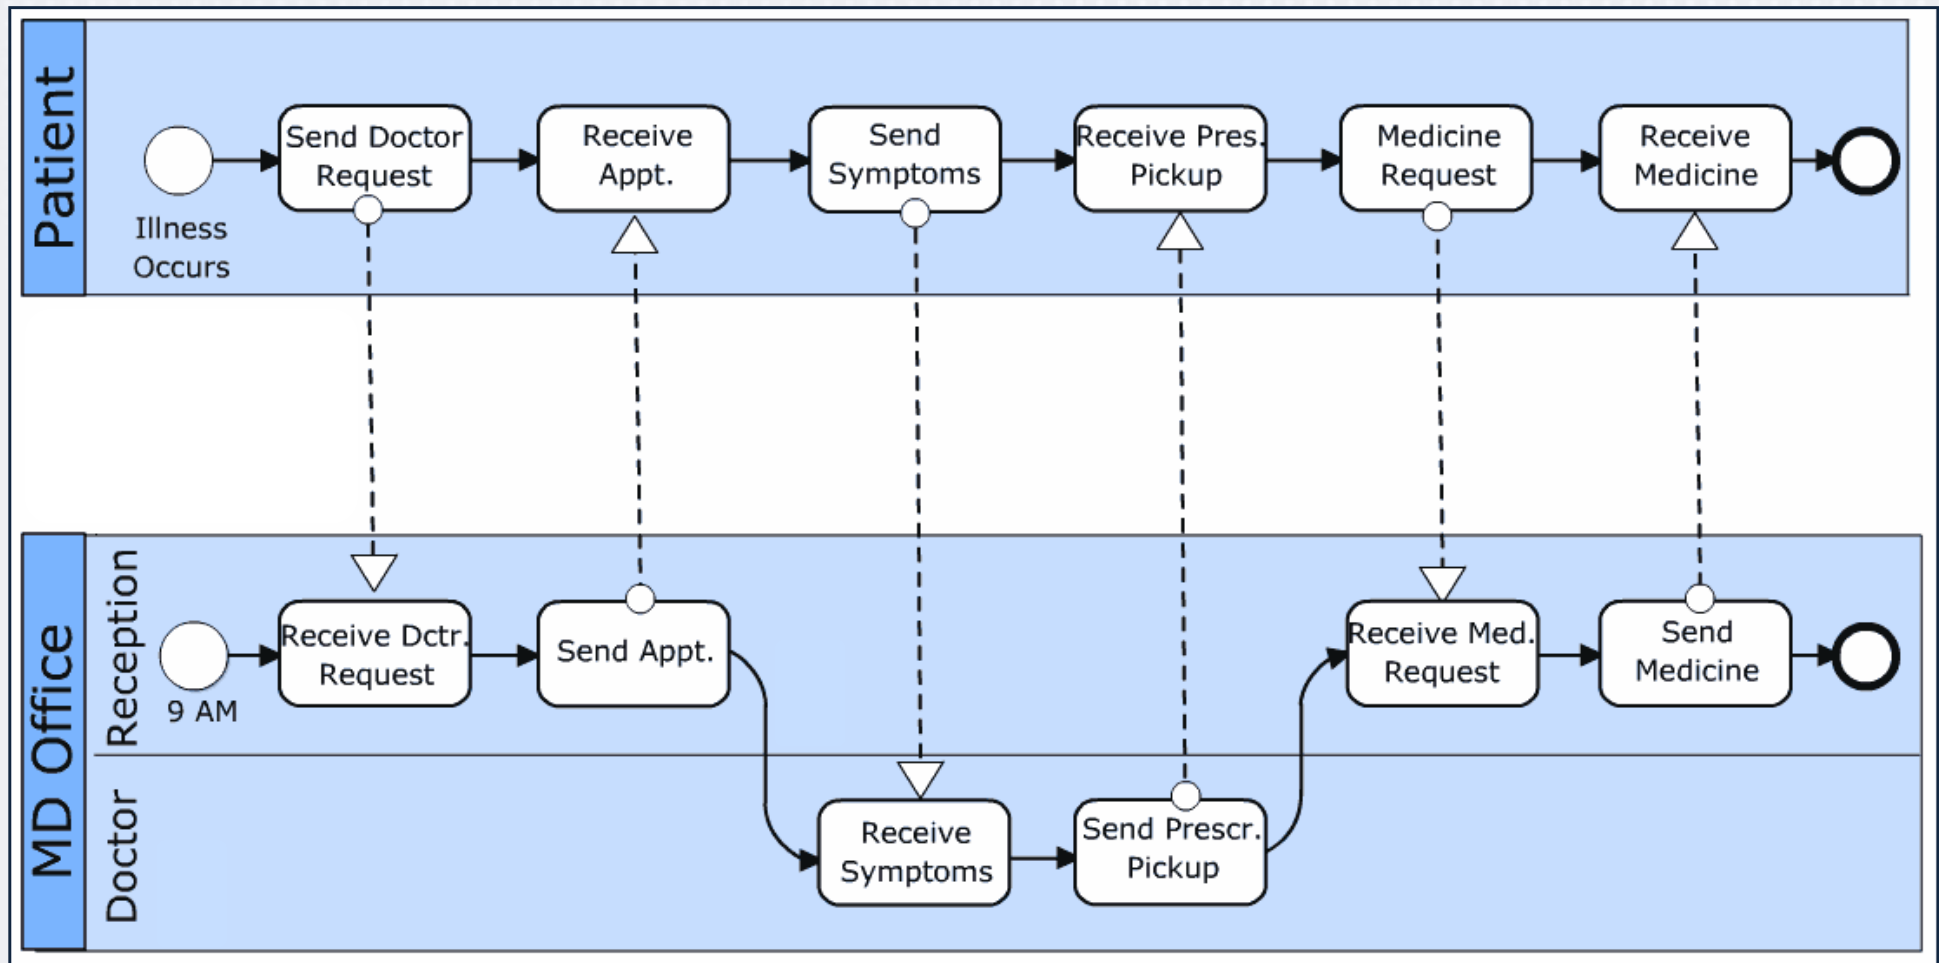 Patient
Illness
Occurs
Send Doctor
Request
Receive
Appt.
Send
Symptoms
Receive Pres.
Pickup
Medicine
Request
Receive
Medicine
MD Office
Reception
9 AM
Receive Dctr.
Request
Send Appt.
Receive Med.
Request
Send
Medicine
Doctor
Receive
Symptoms
Send Prescr.
Pickup